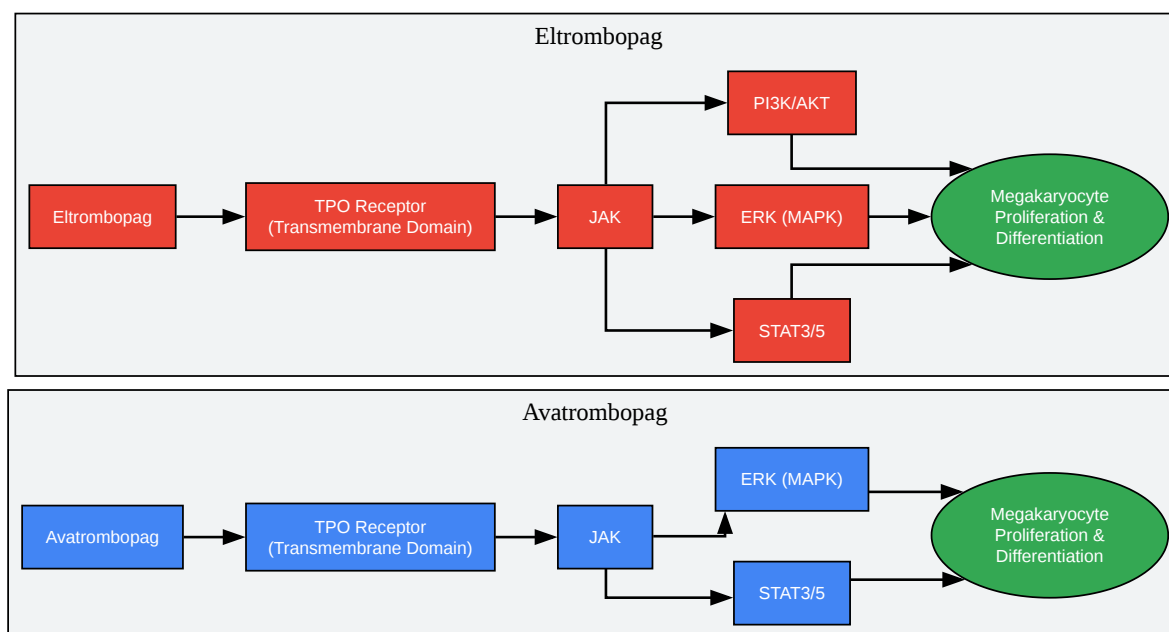 Eltrombopag
PI3K/AKT
Eltrombopag
TPO Receptor
(Transmembrane Domain)
JAK
ERK (MAPK)
Megakaryocyte
Proliferation &
Differentiation
STAT3/5
Avatrombopag
ERK (MAPK)
Avatrombopag
TPO Receptor
(Transmembrane Domain)
JAK
Megakaryocyte
Proliferation &
Differentiation
STAT3/5